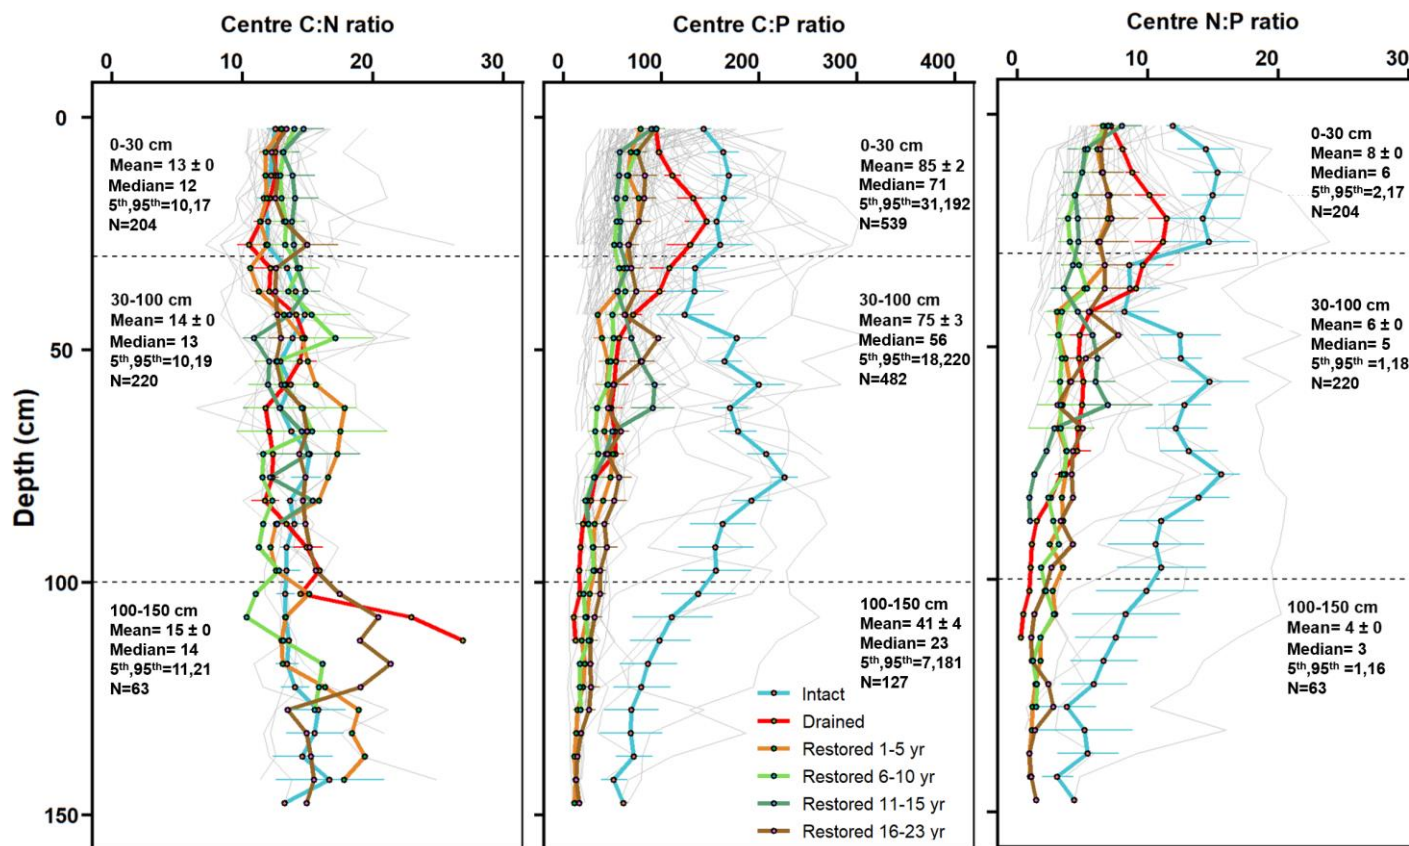 Centre C:N ratio
0 10 20 30
Centre C:P ratio
0 100 200 300 400
Centre N:P ratio
0 10 20 30
Depth (cm)
0
50
100
150
0-30 cm
Mean= 13 ± 0
Median= 12
5th,95th=10,17
N=204
30-100 cm
Mean= 14 ± 0
Median= 13
5th,95th=10,19
N=220
100-150 cm
Mean= 15 ± 0
Median= 14
5th,95th=11,21
N=63
0-30 cm
Mean= 85 ± 2
Median= 71
5th,95th=31,192
N=539
30-100 cm
Mean= 75 ± 3
Median= 56
5th,95th=18,220
N=482
100-150 cm
Mean= 41 ± 4
Median= 23
5th,95th=7,181
N=127
Intact
Drained
Restored 1-5 yr
Restored 6-10 yr
Restored 11-15 yr
Restored 16-23 yr
0-30 cm
Mean= 8 ± 0
Median= 6
5th,95th=2,17
N=204
30-100 cm
Mean= 6 ± 0
Median= 5
5th,95th=1,18
N=220
100-150 cm
Mean= 4 ± 0
Median= 3
5th,95th =1,16
N=63